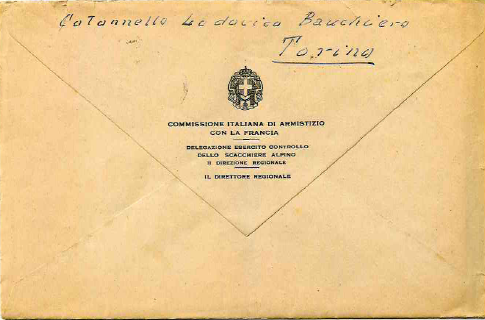 Colonnello Lodovico Bauchiero
Torino
COMMISSIONE ITALIANA DI ARMISTIZIO
CON LA FRANCIA
DELEGAZIONE ESERCITO CONTROLLO
DELLO SCACCHIERE ALPINO
II DIREZIONE REGIONALE
IL DIRETTORE REGIONALE